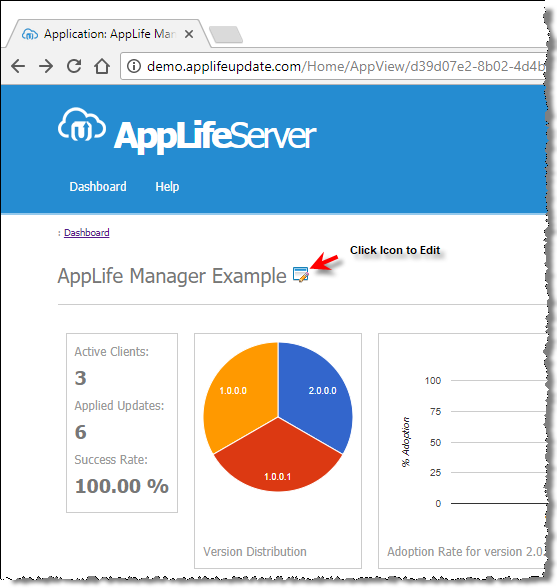 Application: AppLife Man
demo.applifeupdate.com/Home/AppView/d39d07e2-8b02-4d4b
AppLifeServer
Dashboard Help
: Dashboard
Click Icon to Edit
AppLife Manager Example
Active Clients:
3
Applied Updates:
6
Success Rate:
100.00 %
1.0.0.0
2.0.0.0
1.0.0.1
Version Distribution
100
75
50
25
0
% Adoption
Adoption Rate for version 2.0.